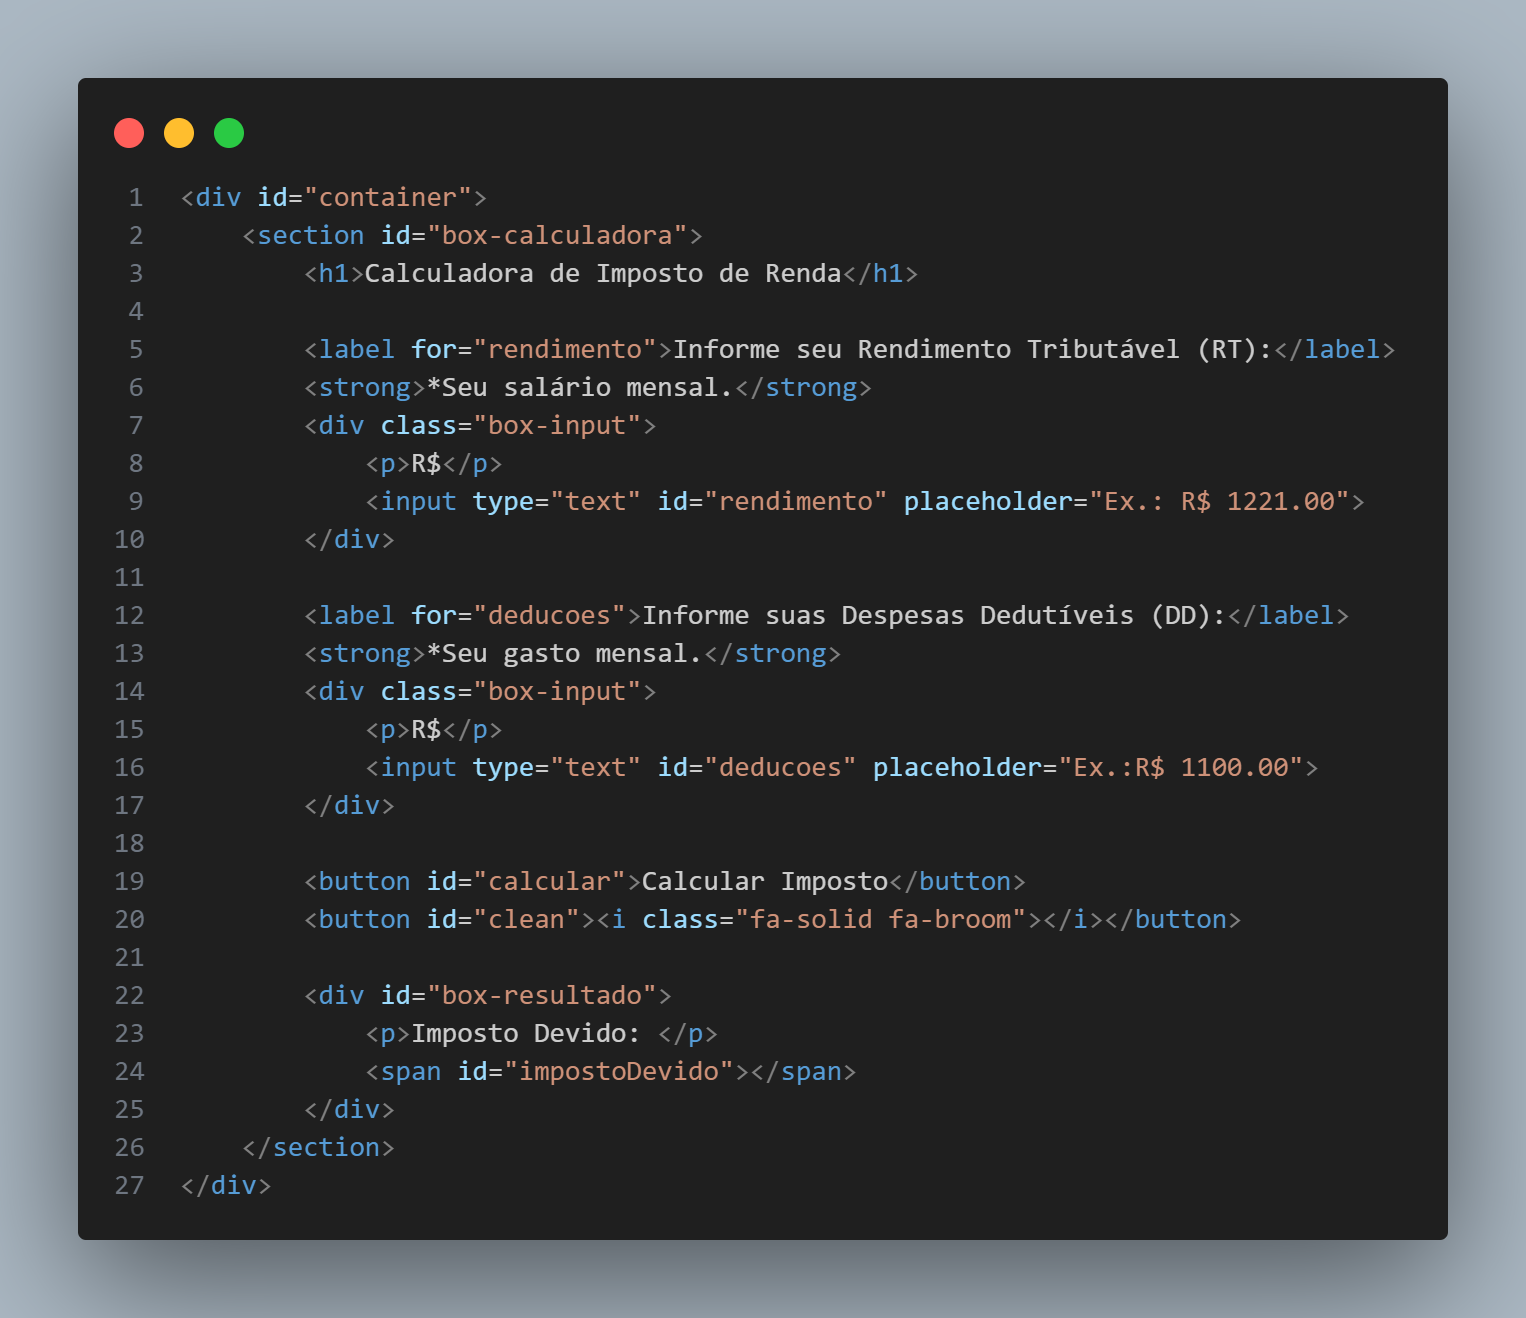 1 <div id="container">
2     <section id="box-calculadora">
3         <h1>Calculadora de Imposto de Renda</h1>
4
5         <label for="rendimento">Informe seu Rendimento Tributável (RT):</label>
6         <strong>*Seu salário mensal.</strong>
7         <div class="box-input">
8             <p>R$</p>
9             <input type="text" id="rendimento" placeholder="Ex.: R$ 1221.00">
10         </div>
11
12         <label for="deducoes">Informe suas Despesas Dedutíveis (DD):</label>
13         <strong>*Seu gasto mensal.</strong>
14         <div class="box-input">
15             <p>R$</p>
16             <input type="text" id="deducoes" placeholder="Ex.:R$ 1100.00">
17         </div>
18
19         <button id="calcular">Calcular Imposto</button>
20         <button id="clean"><i class="fa-solid fa-broom"></i></button>
21
22         <div id="box-resultado">
23             <p>Imposto Devido: </p>
24             <span id="impostoDevido"></span>
25         </div>
26     </section>
27 </div>